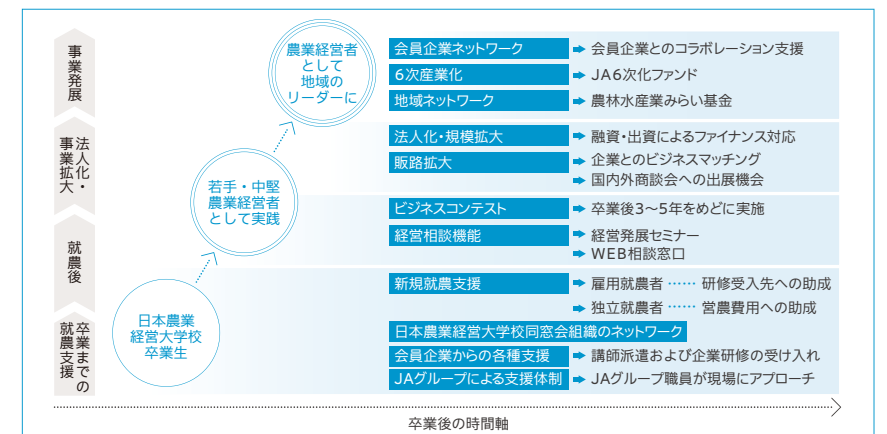 事業発展
法人化・
事業拡大・
就農後
卒業までの
就農支援
農業経営者
として
地域の
リーダーに
若手・中堅
農業経営者
として実践
日本農業
経営大学校
卒業生
会員企業ネットワーク ➡ 会員企業とのコラボレーション支援
6次産業化 ➡ JA6次化ファンド
地域ネットワーク ➡ 農林水産業みらい基金
法人化・規模拡大 ➡ 融資・出資によるファイナンス対応
販路拡大 ➡ 企業とのビジネスマッチング
➡ 国内外商談会への出展機会
ビジネスコンテスト ➡ 卒業後3〜5年をめどに実施
経営相談機能 ➡ 経営発展セミナー
➡ WEB相談窓口
新規就農支援 ➡ 雇用就農者 …… 研修受入先への助成
➡ 独立就農者 …… 営農費用への助成
日本農業経営大学校同窓会組織のネットワーク
会員企業からの各種支援 ➡ 講師派遣および企業研修の受け入れ
JAグループによる支援体制 ➡ JAグループ職員が現場にアプローチ
卒業後の時間軸